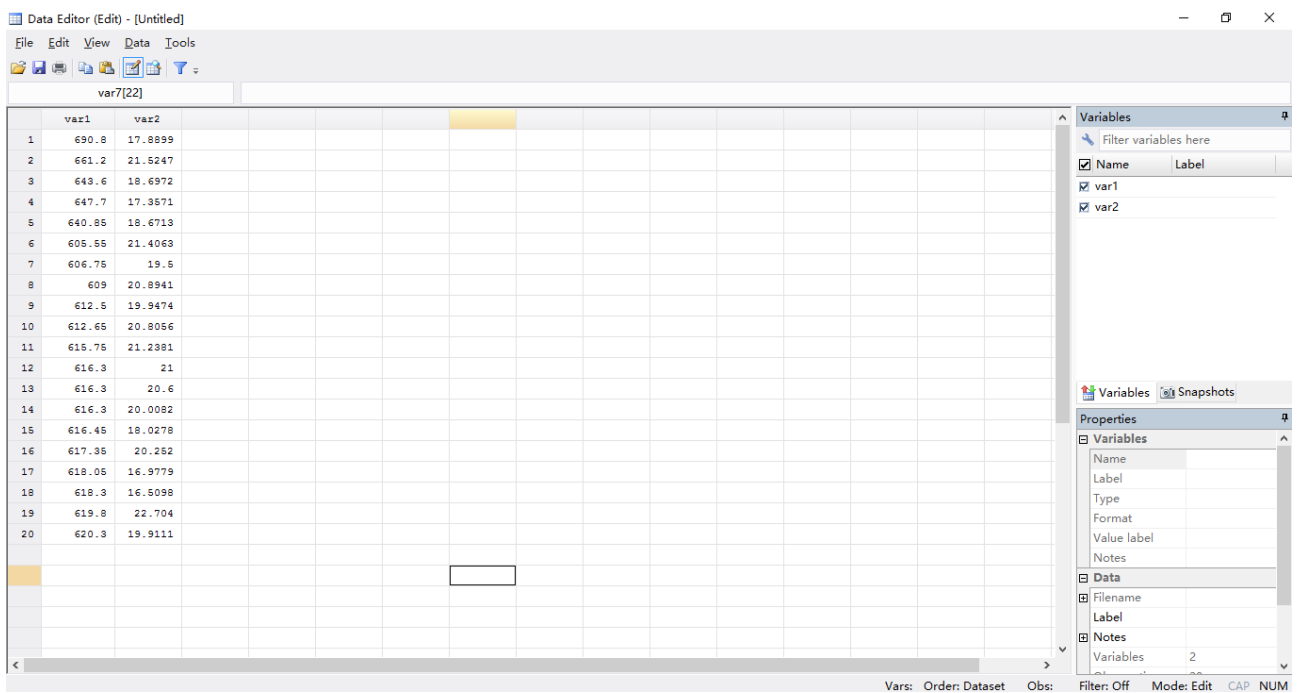 Data Editor (Edit) - [Untitled]
File Edit View Data Tools
var7[22]
var1 var2
1 690.8 17.8899
2 661.2 21.5247
3 643.6 18.6972
4 647.7 17.3571
5 640.85 18.6713
6 605.55 21.4063
7 606.75 19.5
8 609 20.8941
9 612.5 19.9474
10 612.65 20.8056
11 615.75 21.2381
12 616.3 21
13 616.3 20.6
14 616.3 20.0082
15 616.45 18.0278
16 617.35 20.252
17 618.05 16.9779
18 618.3 16.5098
19 619.8 22.704
20 620.3 19.9111
Variables
Filter variables here
Name Label
var1
var2
Variables Snapshots
Properties
Variables
Name
Label
Type
Format
Value label
Notes
Data
Filename
Label
Notes
Variables 2
Vars: Order: Dataset Obs: Filter: Off Mode: Edit CAP NUM